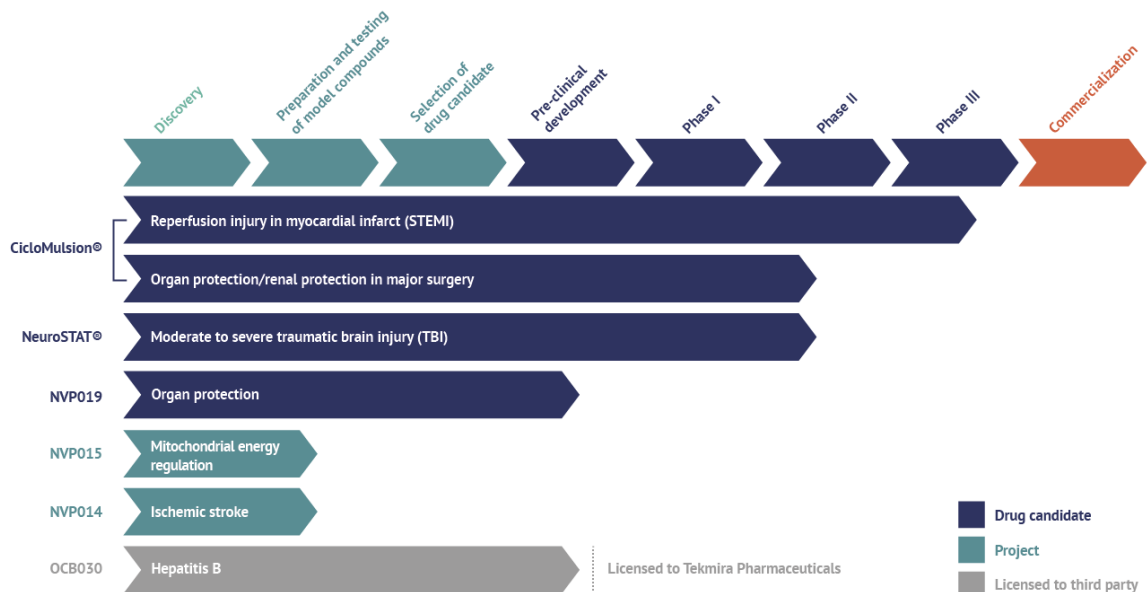 Discovery
Preparation and testing
of model compounds
Selection of
drug candidate
Pre-clinical
development
Phase I
Phase II
Phase III
Commercialization
CicloMulsion®
Reperfusion injury in myocardial infarct (STEMI)
Organ protection/renal protection in major surgery
NeuroSTAT®
Moderate to severe traumatic brain injury (TBI)
NVP019
Organ protection
NVP015
Mitochondrial energy
regulation
NVP014
Ischemic stroke
OCB030
Hepatitis B
Licensed to Tekmira Pharmaceuticals
Drug candidate
Project
Licensed to third party